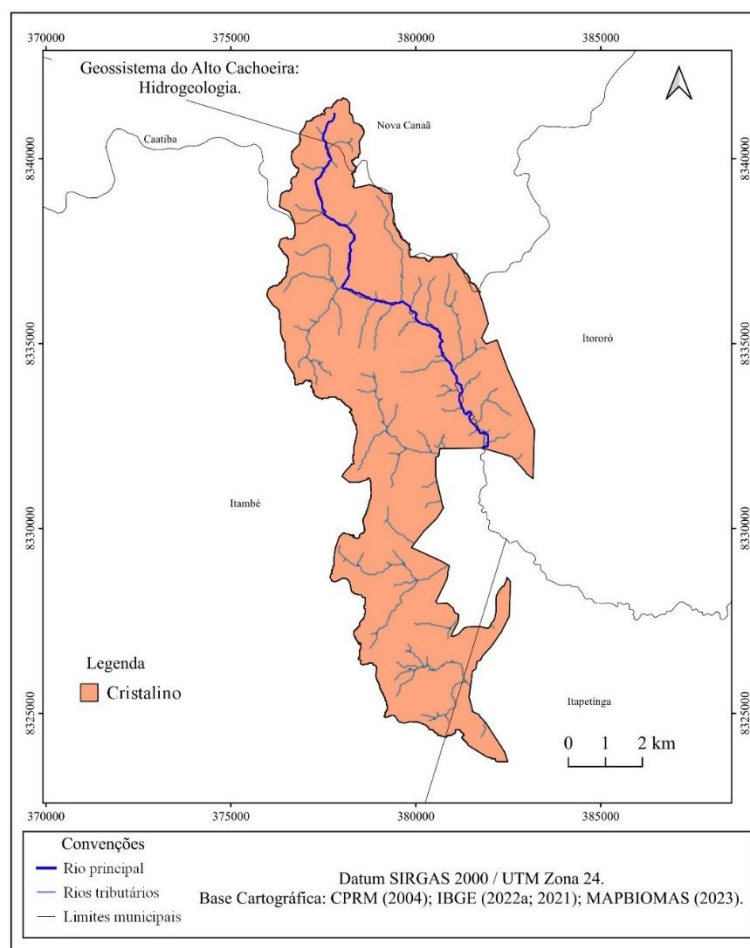 370000
375000
380000
385000
Geossistema do Alto Cachoeira:
Hidrogeologia.
Nova Canaã
Caatiba
8340000
8340000
Itororó
8335000
8335000
Itambé
8330000
8330000
Legenda
Cristalino
Itapetinga
8325000
8325000
0 1 2 km
370000
375000
380000
385000
Convenções
Rio principal
Rios tributários
Limites municipais
Datum SIRGAS 2000 / UTM Zona 24.
Base Cartográfica: CPRM (2004); IBGE (2022a; 2021); MAPBIOMAS (2023).